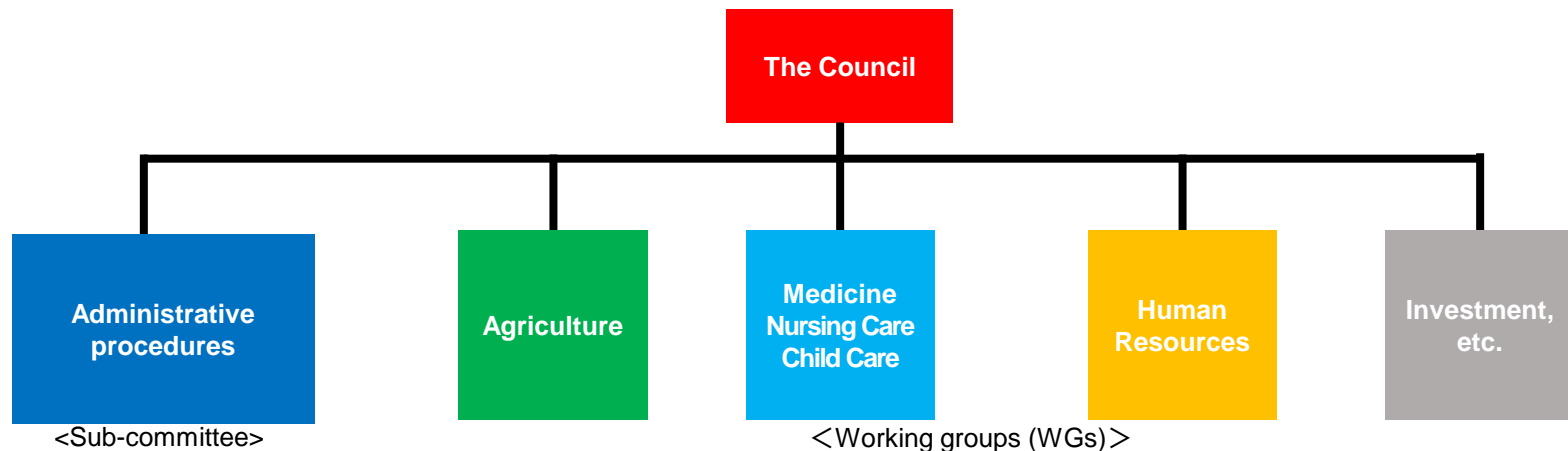 The Council
Administrative
procedures
Agriculture
Medicine
Nursing Care
Child Care
Human
Resources
Investment,
etc.
<Sub-committee>
＜Working groups (WGs)＞